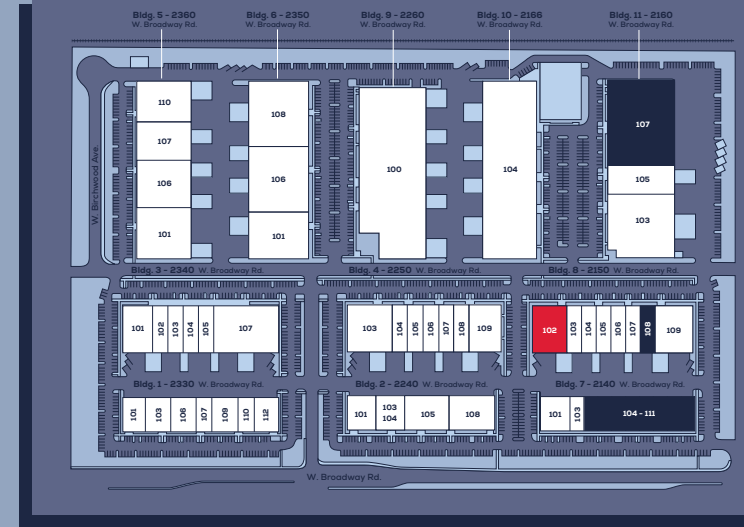 Bldg. 5 - 2360
W. Broadway Rd.
Bldg. 6 - 2350
W. Broadway Rd.
Bldg. 9 - 2260
W. Broadway Rd.
Bldg. 10 - 2166
W. Broadway Rd.
Bldg. 11 - 2160
W. Broadway Rd.
W. Birchwood Ave.
110
107
106
101
108
106
101
100
104
107
105
103
Bldg. 3 - 2340 W. Broadway Rd.
Bldg. 4 - 2250 W. Broadway Rd.
Bldg. 8 - 2150 W. Broadway Rd.
101 102 103 104 105 107
103 104 105 106 107 108 109
102 103 104 105 106 107 108 109
Bldg. 1 - 2330 W. Broadway Rd.
Bldg. 2 - 2240 W. Broadway Rd.
Bldg. 7 - 2140 W. Broadway Rd.
101 103 106 107 109 110 112
101 103 104 105 108
101 103 104 - 111
W. Broadway Rd.